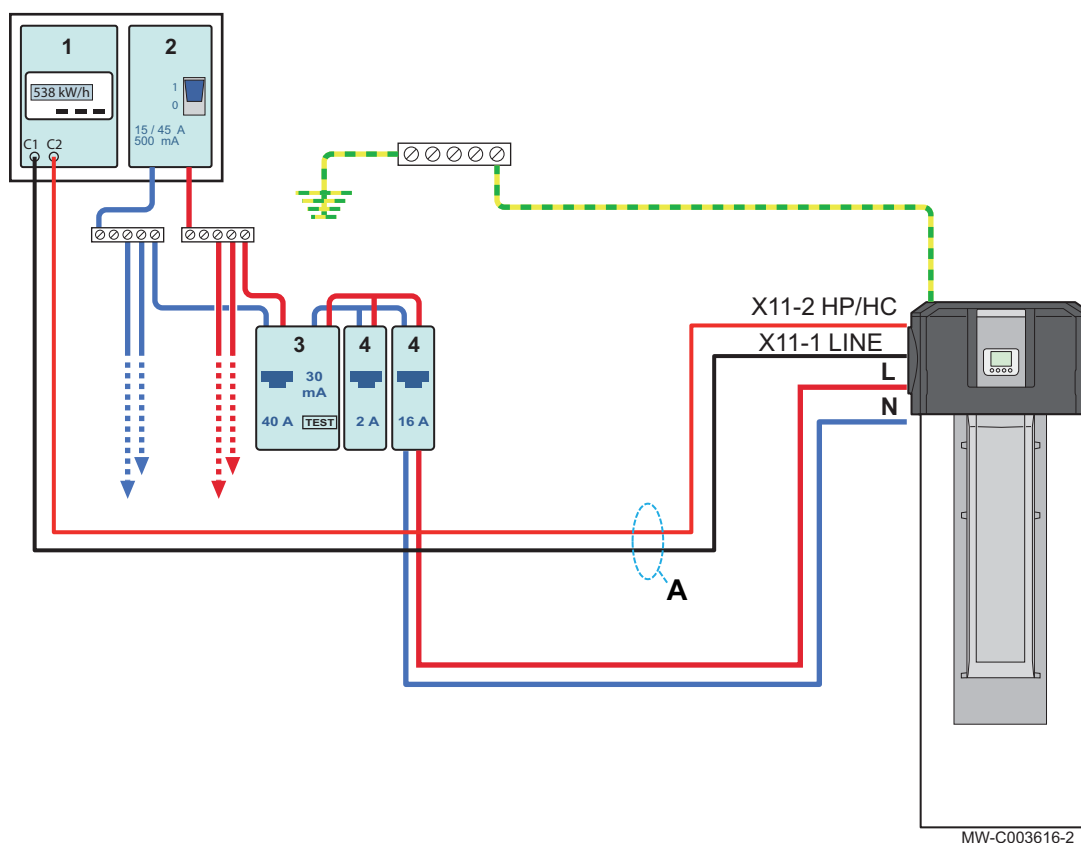 1
2
538 kW/h
1
0
15 / 45 A
500 mA
C1 C2
X11-2 HP/HC
X11-1 LINE
L
N
3
30
mA
40 A TEST
4
2 A
4
16 A
A
MW-C003616-2